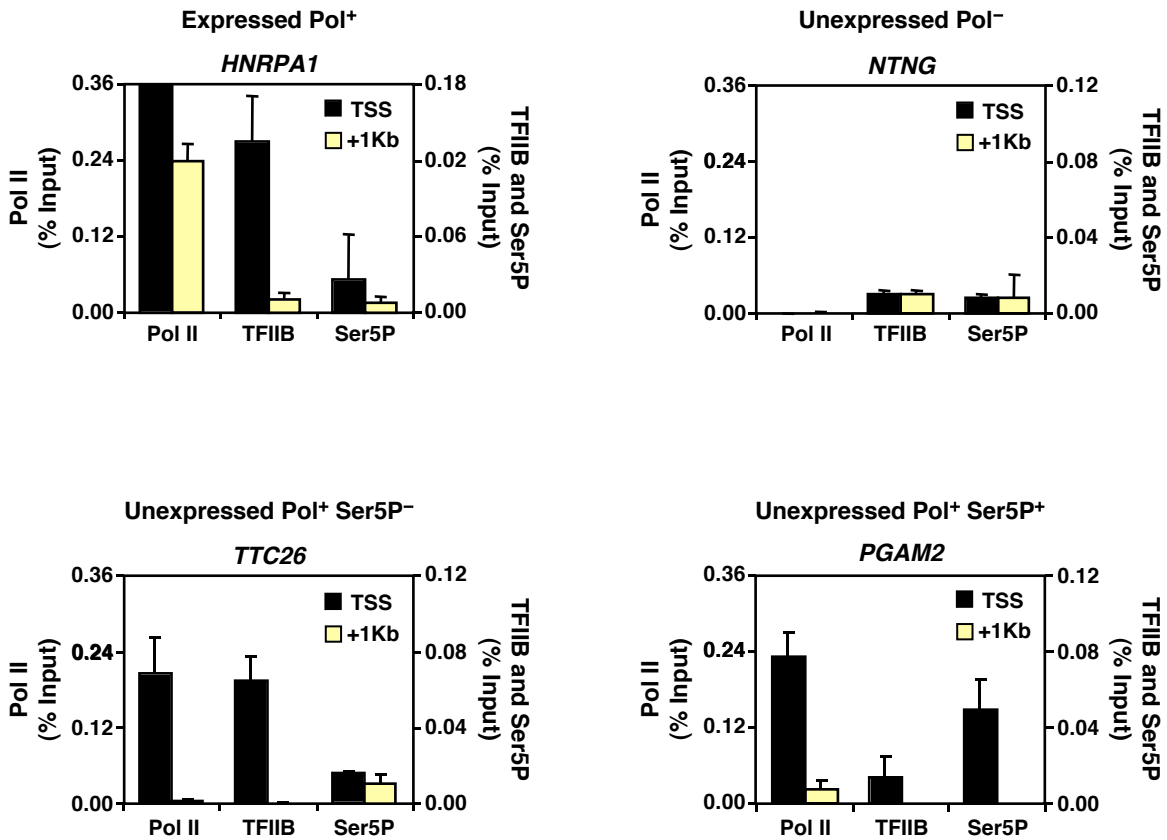 Expressed Pol⁺
HNRPA1
0.36
0.24
0.12
0.00
Pol II
(% Input)
0.18
0.02
0.06
0.00
TFIIB and Ser5P
(% Input)
TSS
+1Kb
Pol II TFIIB Ser5P
Unexpressed Pol⁻
NTNG
0.36
0.24
0.12
0.00
Pol II
(% Input)
0.12
0.08
0.04
0.00
TFIIB and Ser5P
(% Input)
TSS
+1Kb
Pol II TFIIB Ser5P
Unexpressed Pol⁺ Ser5P⁻
TTC26
0.36
0.24
0.12
0.00
Pol II
(% Input)
0.12
0.08
0.04
0.00
TFIIB and Ser5P
(% Input)
TSS
+1Kb
Pol II TFIIB Ser5P
Unexpressed Pol⁺ Ser5P⁺
PGAM2
0.36
0.24
0.12
0.00
Pol II
(% Input)
0.12
0.08
0.04
0.00
TFIIB and Ser5P
(% Input)
TSS
+1Kb
Pol II TFIIB Ser5P